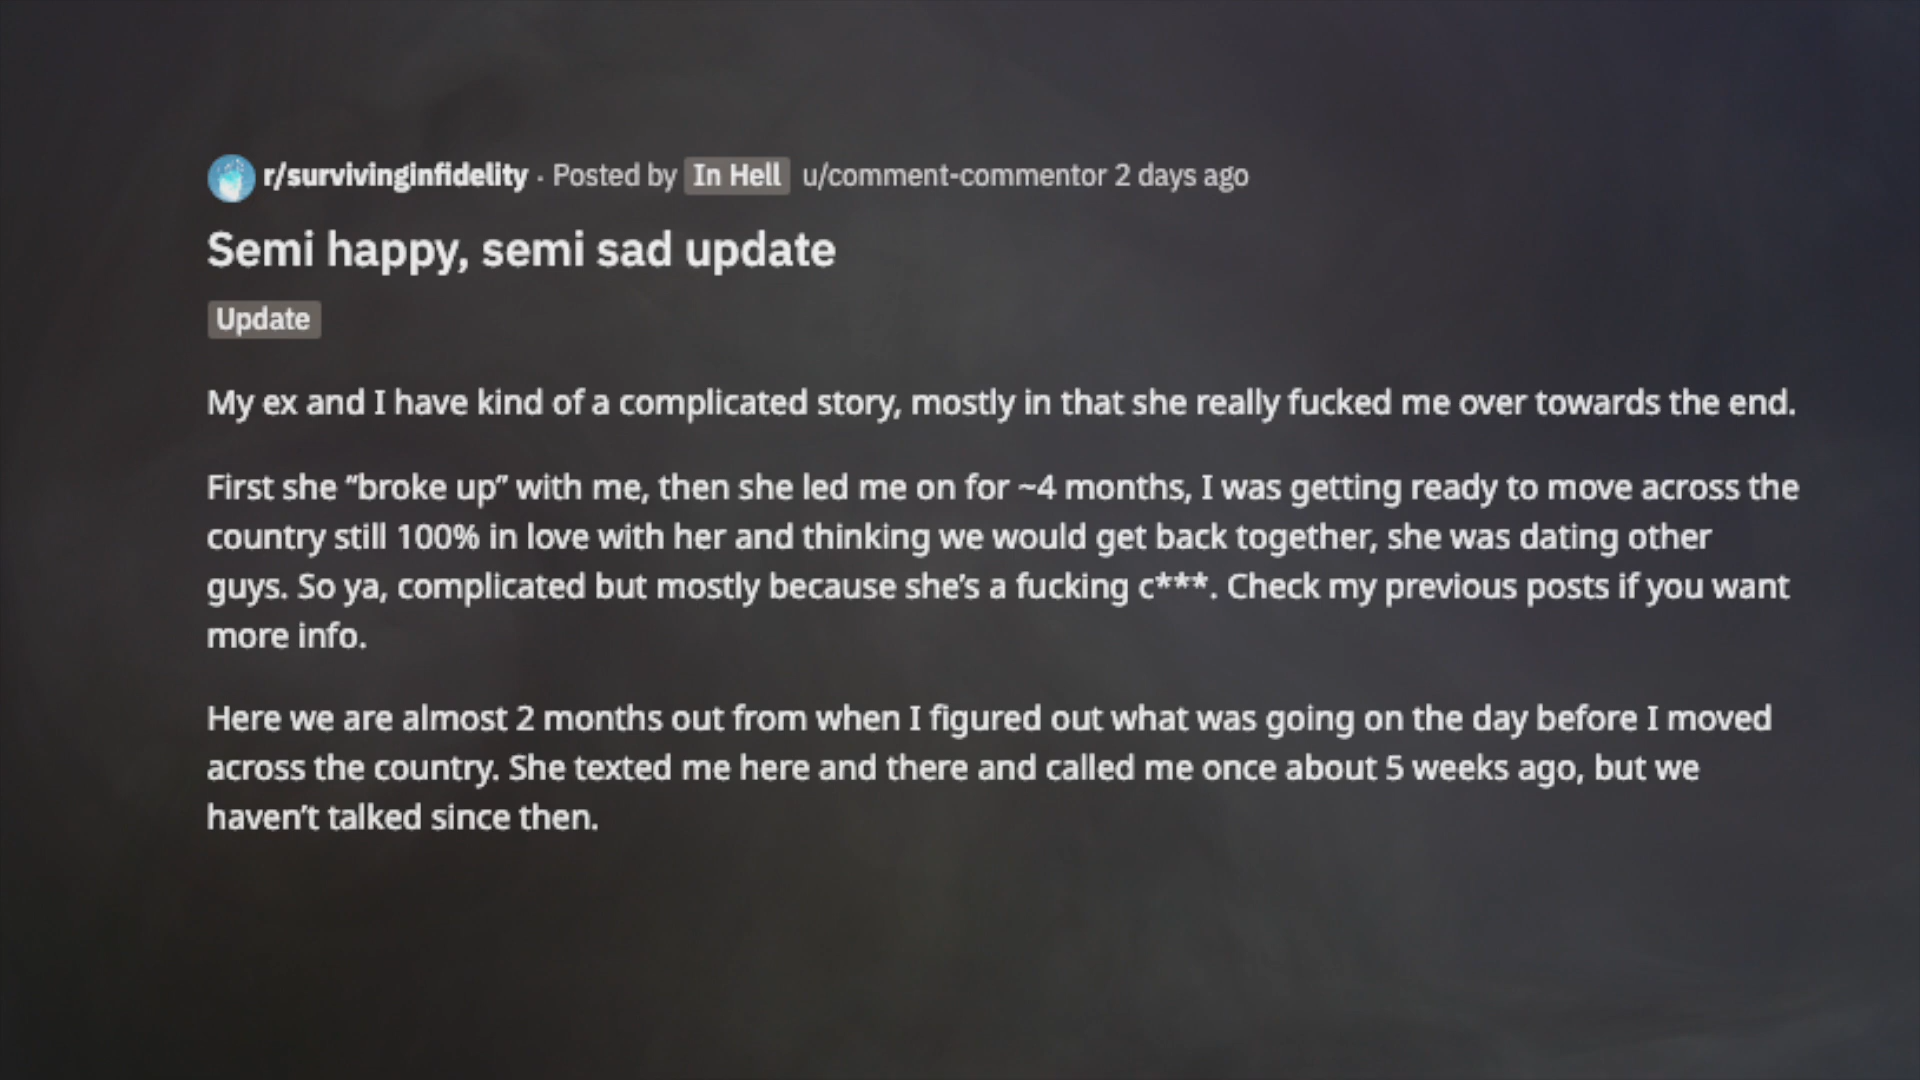 r/survivinginfidelity · Posted by In Hell u/comment-commentor 2 days ago
Semi happy, semi sad update
Update
My ex and I have kind of a complicated story, mostly in that she really fucked me over towards the end.
First she “broke up” with me, then she led me on for ~4 months, I was getting ready to move across the
country still 100% in love with her and thinking we would get back together, she was dating other
guys. So ya, complicated but mostly because she’s a fucking c***. Check my previous posts if you want
more info.
Here we are almost 2 months out from when I figured out what was going on the day before I moved
across the country. She texted me here and there and called me once about 5 weeks ago, but we
haven’t talked since then.